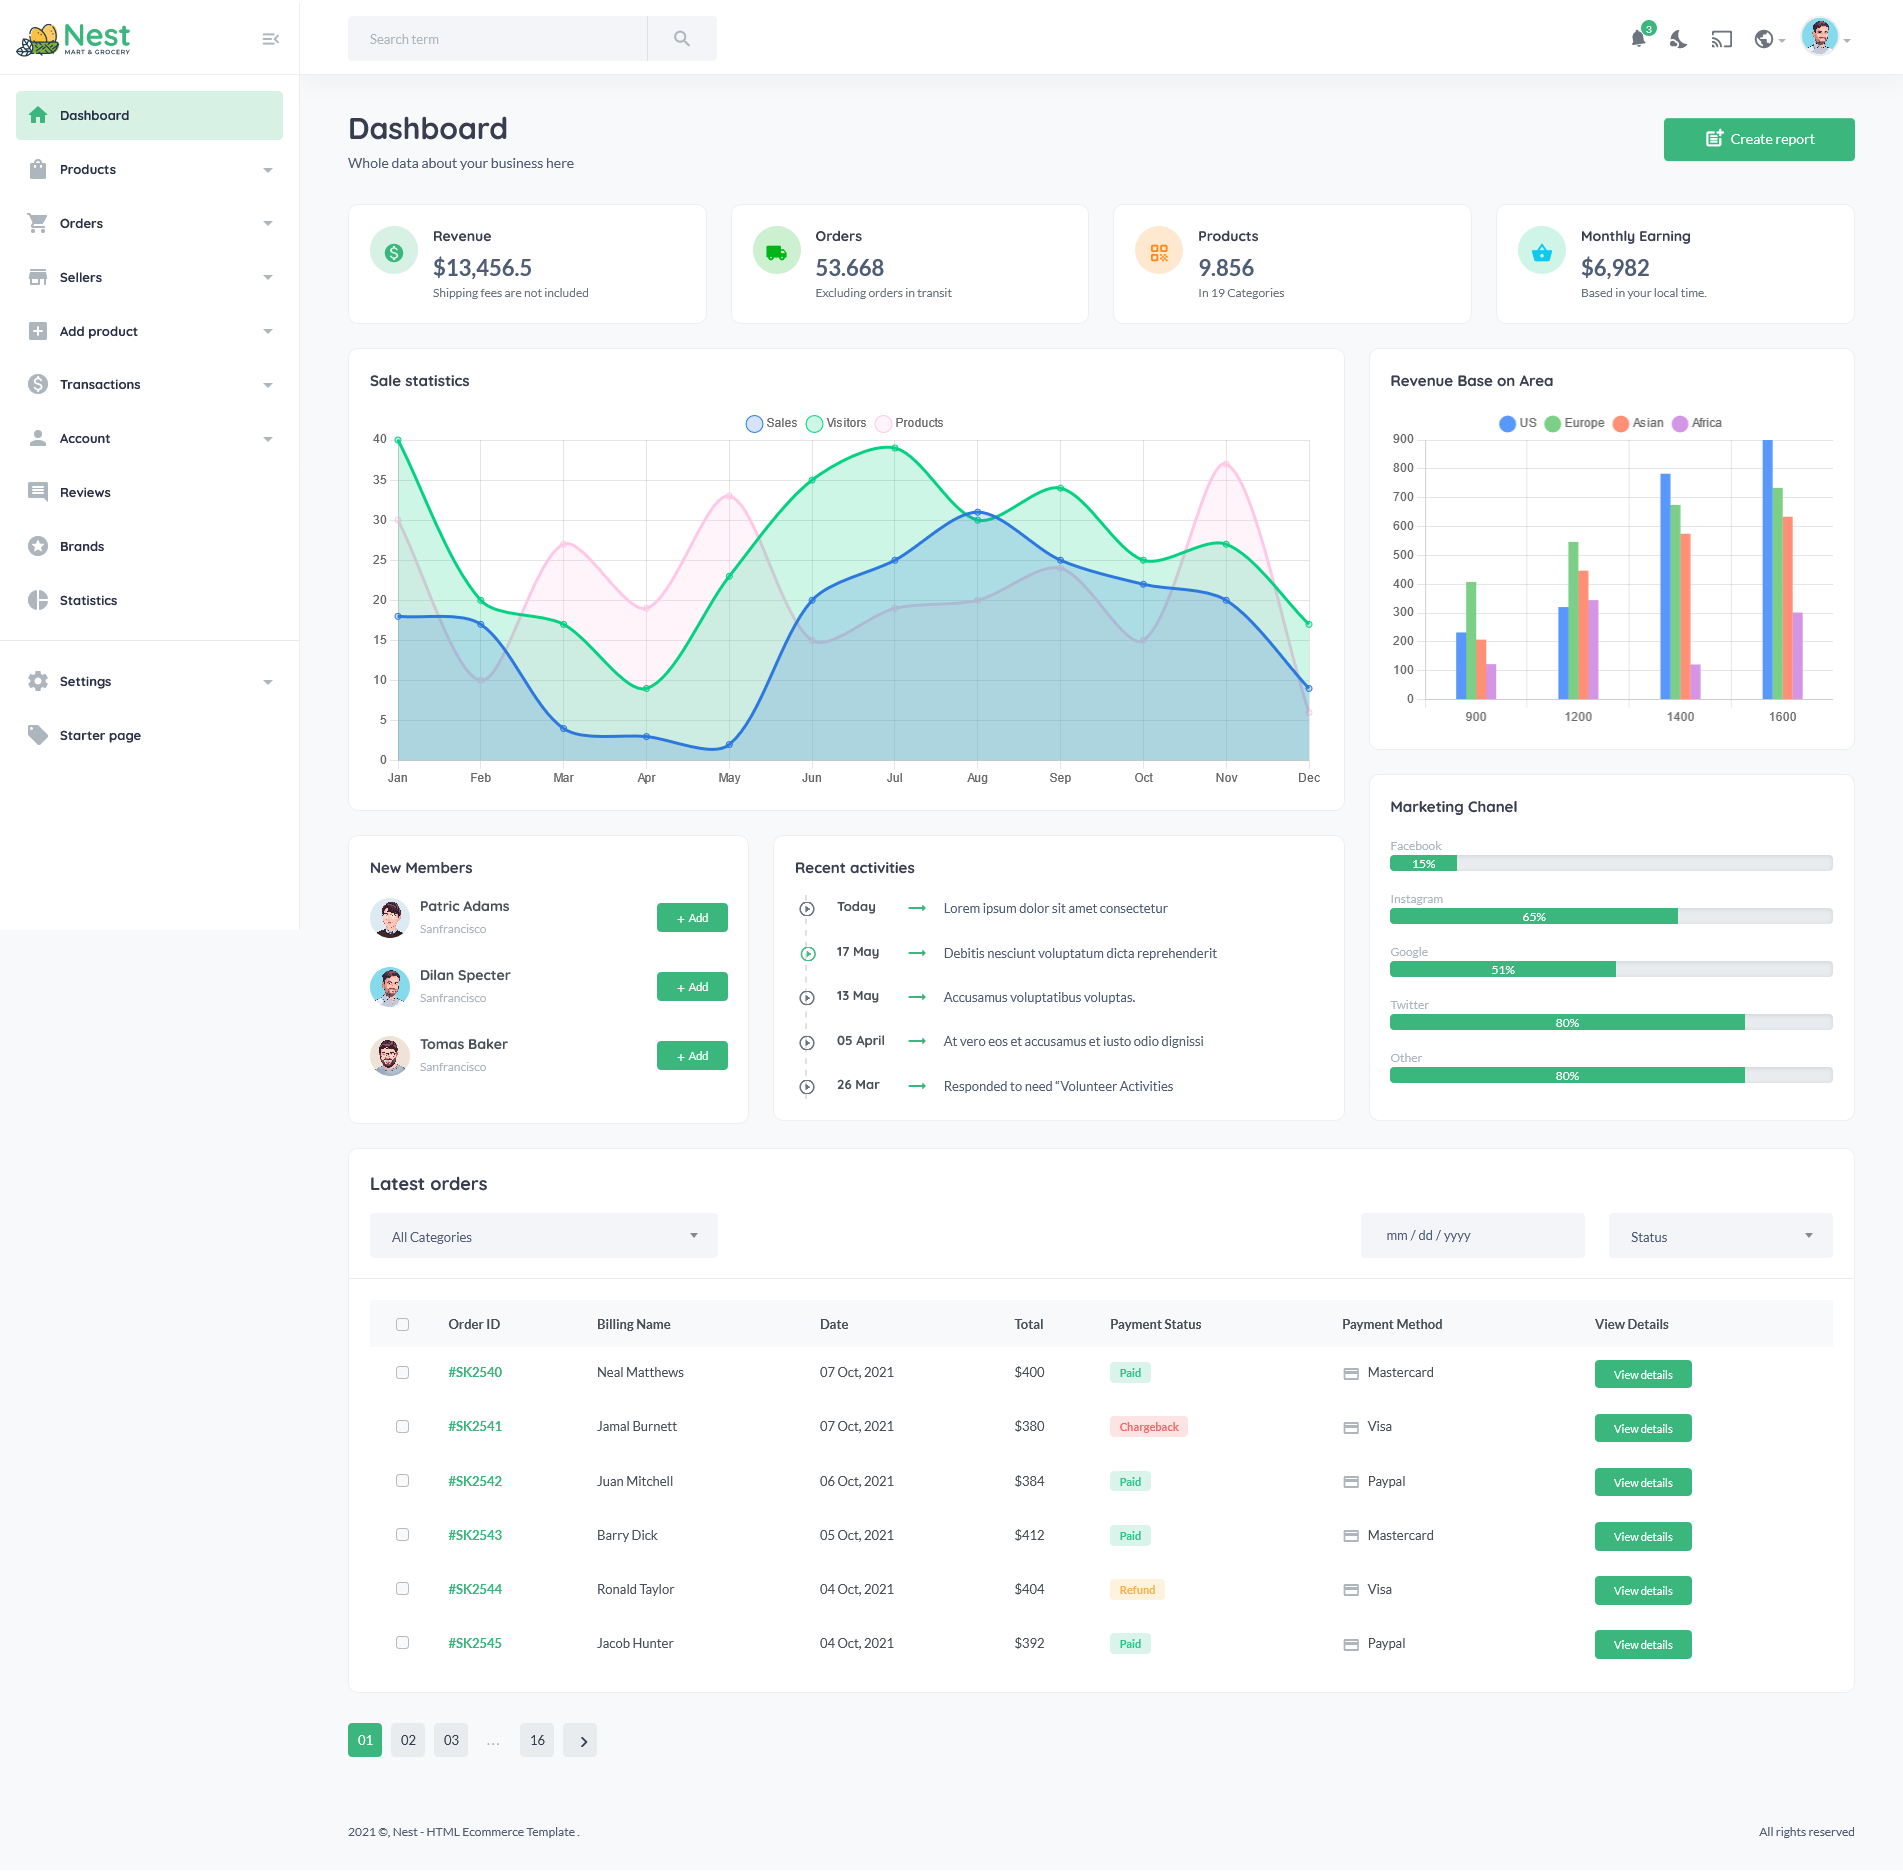 Nest
MART & GROCERY
Search term
3
Dashboard
Products
Orders
Sellers
Add product
Transactions
Account
Reviews
Brands
Statistics
Settings
Starter page
Dashboard
Whole data about your business here
Create report
Revenue
$13,456.5
Shipping fees are not included
Orders
53.668
Excluding orders in transit
Products
9.856
In 19 Categories
Monthly Earning
$6,982
Based in your local time.
Sale statistics
Sales Visitors Products
40
35
30
25
20
15
10
5
0
Jan Feb Mar Apr May Jun Jul Aug Sep Oct Nov Dec
Revenue Base on Area
US Europe Asian Africa
900
800
700
600
500
400
300
200
100
0
900 1200 1400 1600
Marketing Chanel
Facebook
15%
Instagram
65%
Google
51%
Twitter
80%
Other
80%
New Members
Patric Adams
Sanfrancisco
+ Add
Dilan Specter
Sanfrancisco
+ Add
Tomas Baker
Sanfrancisco
+ Add
Recent activities
Today Lorem ipsum dolor sit amet consectetur
17 May Debitis nesciunt voluptatum dicta reprehenderit
13 May Accusamus voluptatibus voluptas.
05 April At vero eos et accusamus et iusto odio dignissi
26 Mar Responded to need “Volunteer Activities
Latest orders
All Categories mm / dd / yyyy Status
Order ID Billing Name Date Total Payment Status Payment Method View Details
#SK2540 Neal Matthews 07 Oct, 2021 $400 Paid Mastercard View details
#SK2541 Jamal Burnett 07 Oct, 2021 $380 Chargeback Visa View details
#SK2542 Juan Mitchell 06 Oct, 2021 $384 Paid Paypal View details
#SK2543 Barry Dick 05 Oct, 2021 $412 Paid Mastercard View details
#SK2544 Ronald Taylor 04 Oct, 2021 $404 Refund Visa View details
#SK2545 Jacob Hunter 04 Oct, 2021 $392 Paid Paypal View details
01 02 03 ... 16
2021 ©, Nest - HTML Ecommerce Template .
All rights reserved